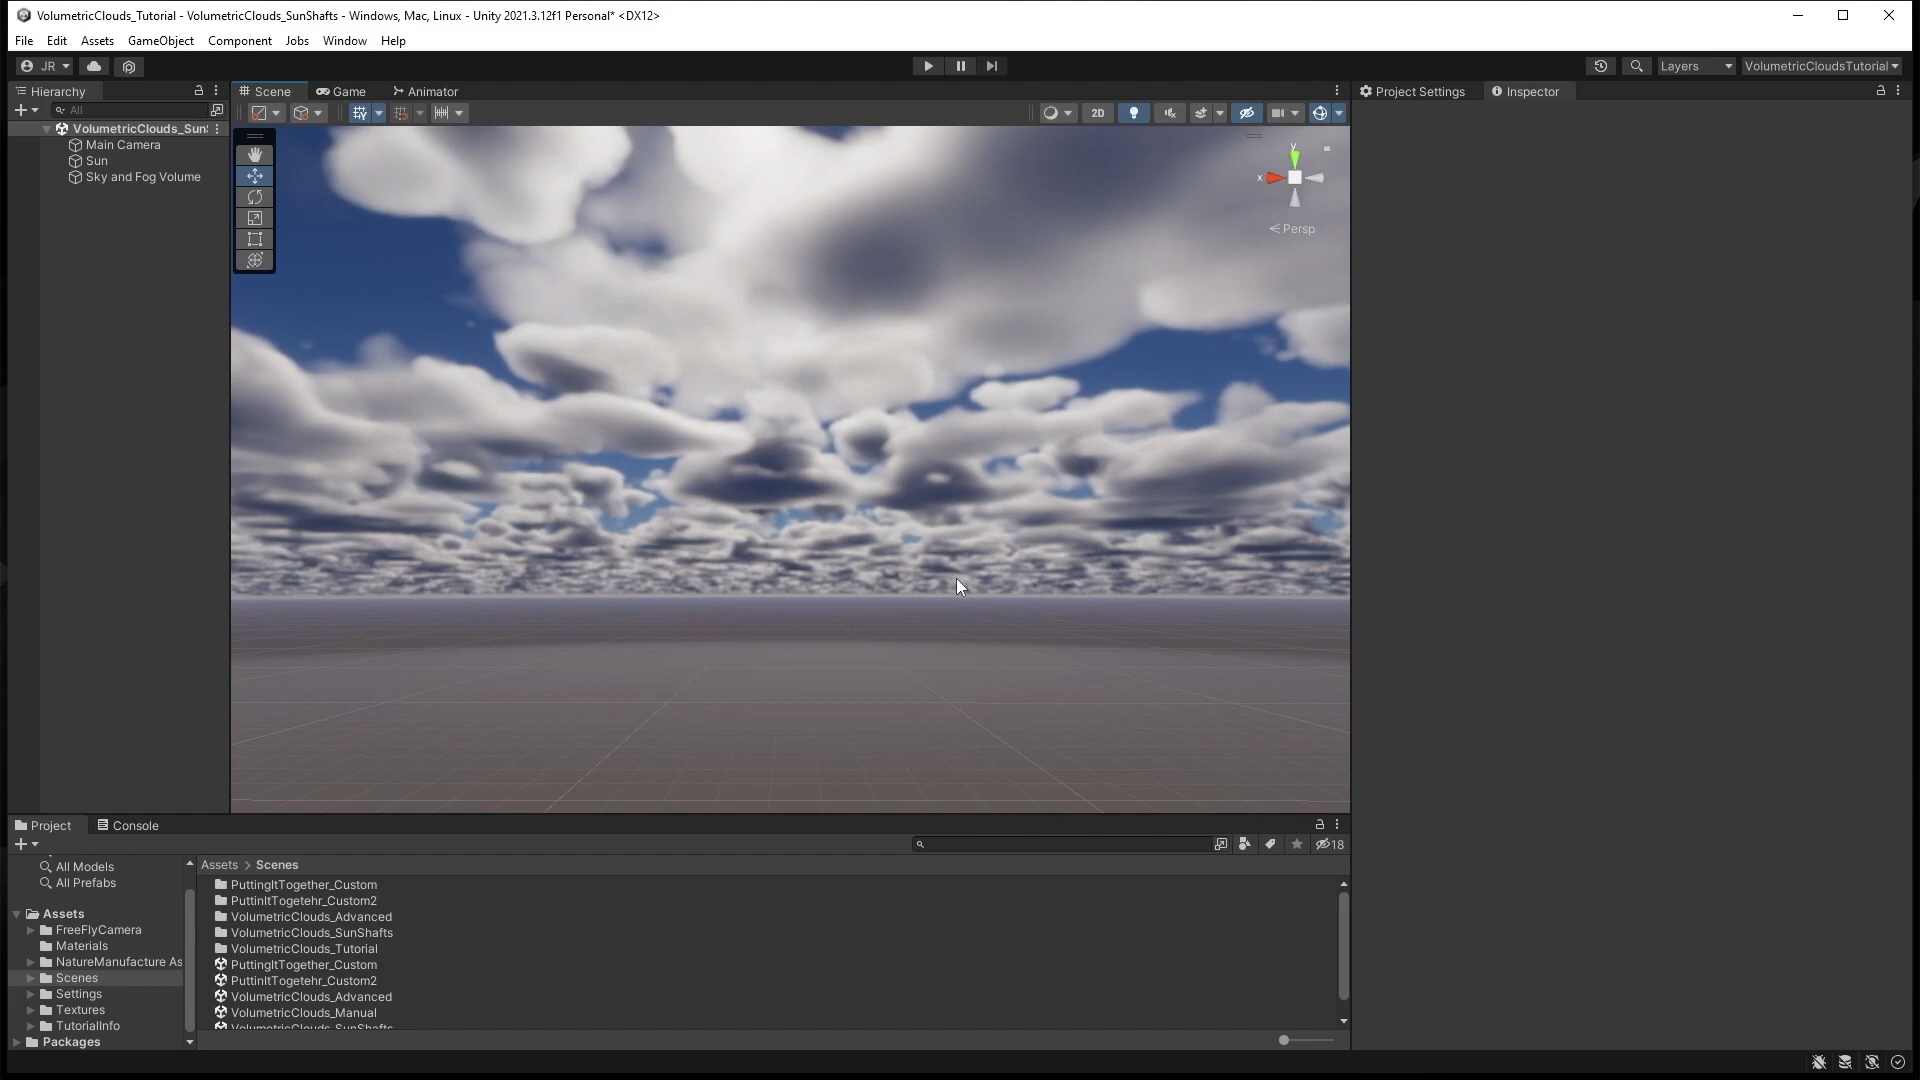 VolumetricClouds_Tutorial - VolumetricClouds_SunShafts - Windows, Mac, Linux - Unity 2021.3.12f1 Personal* <DX12>
File Edit Assets GameObject Component Jobs Window Help
JR Layers VolumetricCloudsTutorial
Hierarchy Scene Game Animator Project Settings Inspector
All 2D
VolumetricClouds_Sun
Main Camera
Sun
Sky and Fog Volume
y
x
Persp
Project Console
18
All Models
All Prefabs
Assets
FreeFlyCamera
Materials
NatureManufacture As
Scenes
Settings
Textures
TutorialInfo
Packages
Assets > Scenes
PuttingItTogether_Custom
PuttinItTogetehr_Custom2
VolumetricClouds_Advanced
VolumetricClouds_SunShafts
VolumetricClouds_Tutorial
PuttingItTogether_Custom
PuttinItTogetehr_Custom2
VolumetricClouds_Advanced
VolumetricClouds_Manual
VolumetricClouds_SunShafts